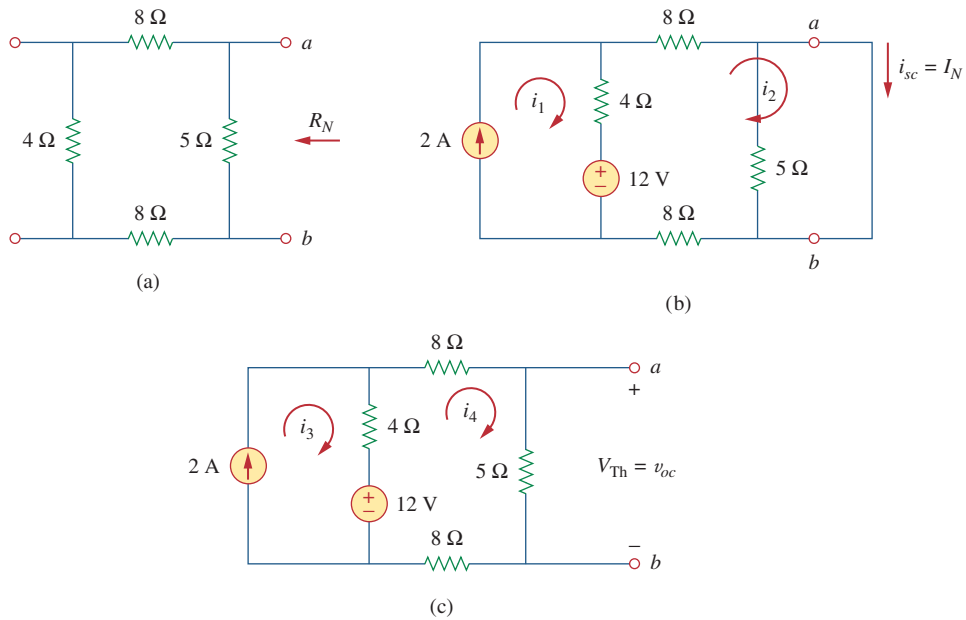 8 Ω
a
4 Ω
5 Ω
R_N
8 Ω
b
(a)
8 Ω
a
i_sc = I_N
i_1
4 Ω
i_2
2 A
5 Ω
+
−
12 V
8 Ω
b
(b)
8 Ω
a
+
i_3
4 Ω
i_4
2 A
5 Ω
V_Th = v_oc
+
−
12 V
8 Ω
−
b
(c)